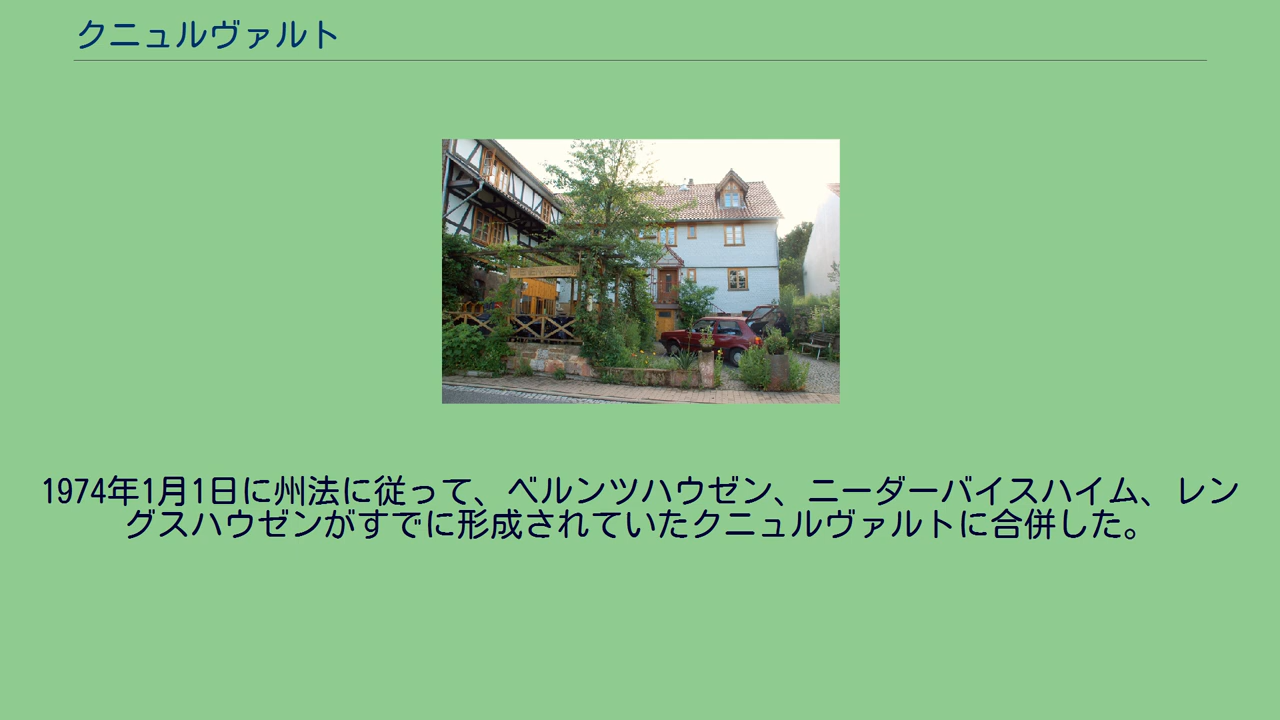 クニュルヴァルト
1974年1月1日に州法に従って、ベルンツハウゼン、ニーダーバイスハイム、レン
グスハウゼンがすでに形成されていたクニュルヴァルトに合併した。